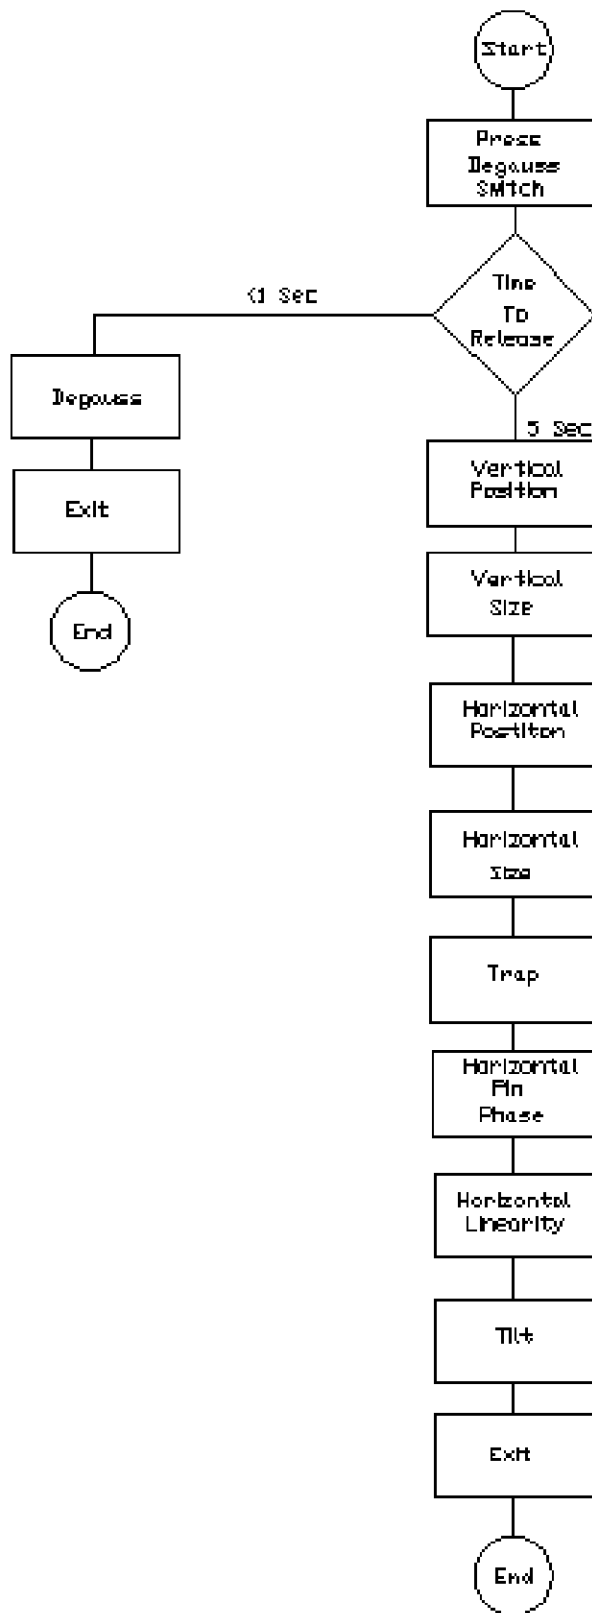 Start
Press
Degauss
Switch
Time
To
Release
<1 Sec
5 Sec
Degauss
Exit
End
Vertical
Position
Vertical
Size
Horizontal
Postiton
Horizontal
Size
Trap
Horizontal
Pin
Phase
Horizontal
Linearity
Tilt
Exit
End